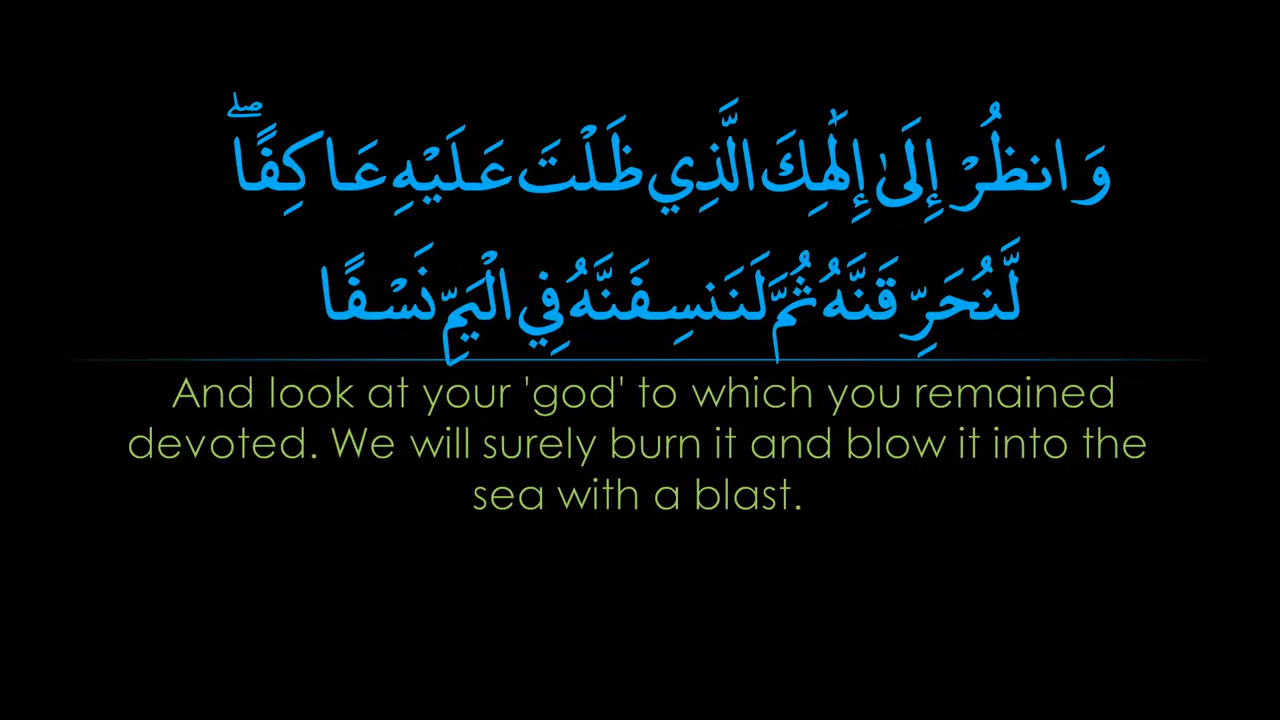 وَانظُرْ إِلَىٰ إِلَٰهِكَ الَّذِي ظَلْتَ عَلَيْهِ عَاكِفًا ۖ
لَّنُحَرِّقَنَّهُ ثُمَّ لَنَنسِفَنَّهُ فِي الْيَمِّ نَسْفًا
And look at your 'god' to which you remained
devoted. We will surely burn it and blow it into the
sea with a blast.